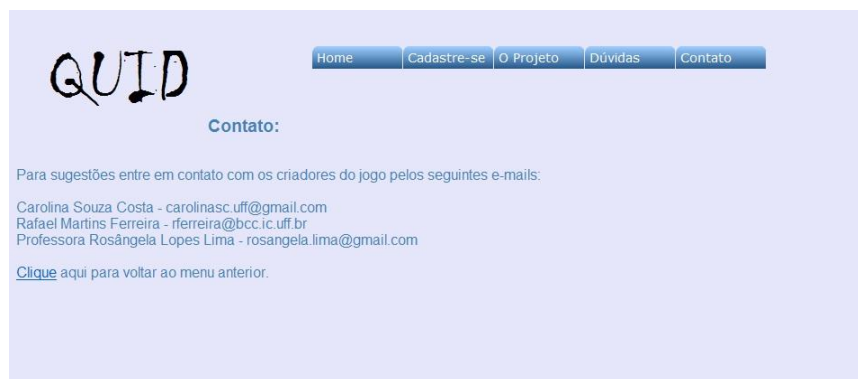 QUID
Home Cadastre-se O Projeto Dúvidas Contato
Contato:
Para sugestões entre em contato com os criadores do jogo pelos seguintes e-mails:
Carolina Souza Costa - carolinasc.uff@gmail.com
Rafael Martins Ferreira - rferreira@bcc.ic.uff.br
Professora Rosângela Lopes Lima - rosangela.lima@gmail.com
Clique aqui para voltar ao menu anterior.